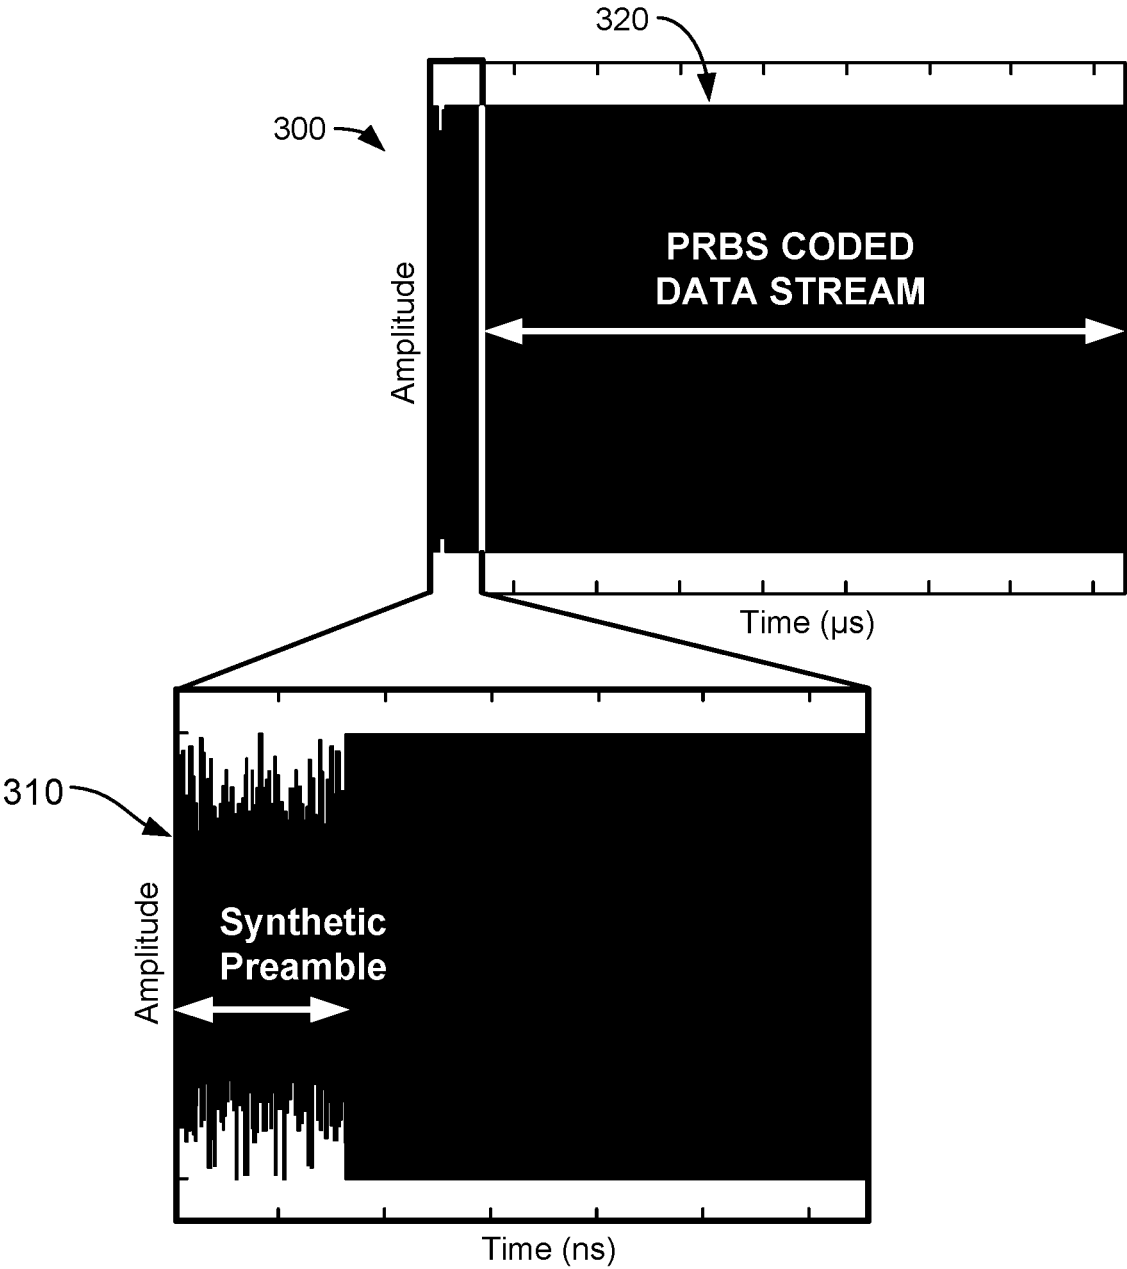 320
300
PRBS CODED
DATA STREAM
Amplitude
Time (µs)
310
Synthetic
Preamble
Amplitude
Time (ns)